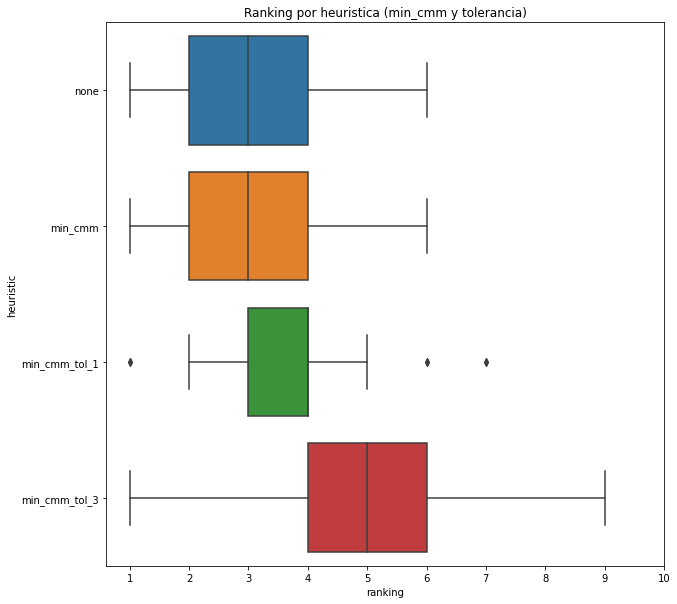 Ranking por heuristica (min_cmm y tolerancia)
none
min_cmm
min_cmm_tol_1
min_cmm_tol_3
heuristic
1 2 3 4 5 6 7 8 9 10
ranking